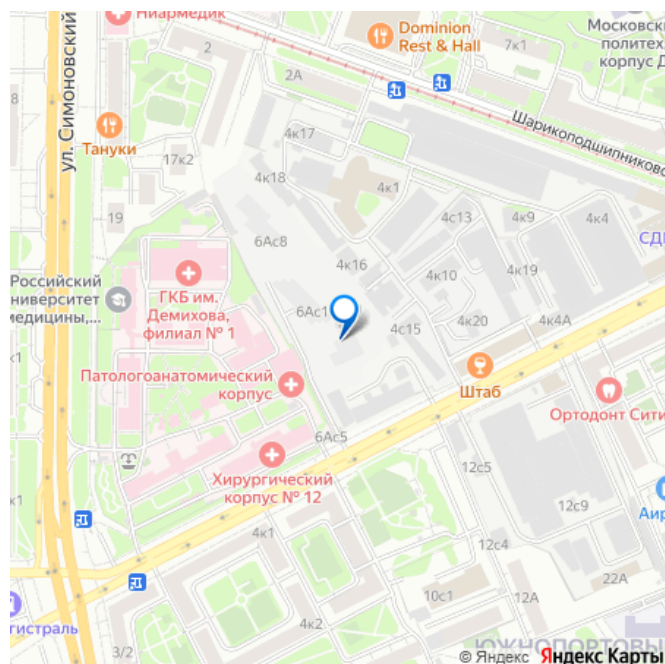 Ниармедик
Dominion
Rest & Hall
7к1
Московский
политех
корпус Д
ул. Симоновский
8
2
2А
Шарикоподшипниковс
Тануки
17к2
4к17
4к18
4к1
19
6Ас8
4с13
4к9
4к4
4к16
4к10
4к19
СДЕ
ГКБ им.
Демихова,
филиал № 1
Российский
университет
медицины,...
6Ас1
4с15
4к20
4к4А
Патологоанатомический
корпус
Штаб
Ортодонт Сити
6Ас5
Хирургический
корпус № 12
12с5
12с9
Аир
к1
4к1
12с4
22А
10с1
12А
гистраль
4к2
3/2
ЮЖНОПОРТОВЫ
© Яндекс Яндекс Карты